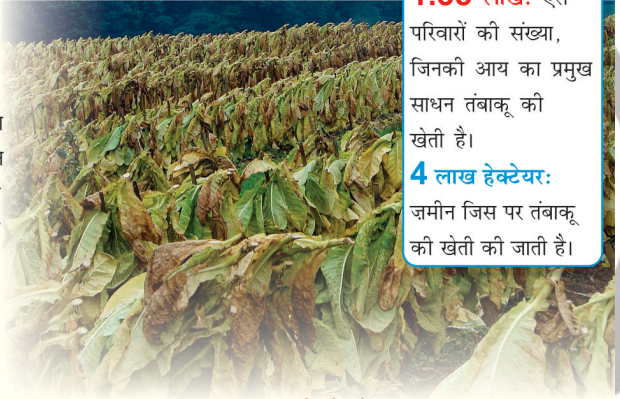 परिवारों की संख्या,
जिनकी आय का प्रमुख
साधन तंबाकू की
खेती है।
4 लाख हेक्टेयर:
ज़मीन जिस पर तंबाकू
की खेती की जाती है।